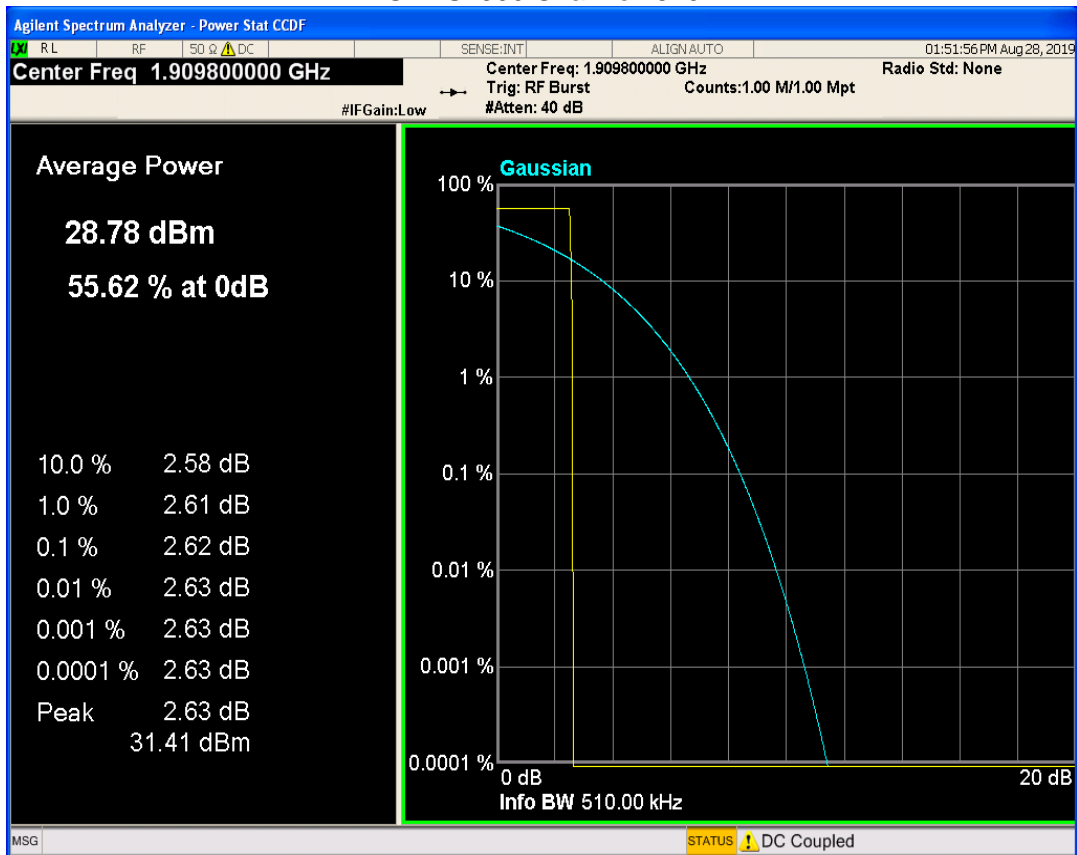 Agilent Spectrum Analyzer - Power Stat CCDF
LXI RL RF 50 Ω DC SENSE:INT ALIGN AUTO 01:51:56 PM Aug 28, 2019
Center Freq 1.909800000 GHz
Center Freq: 1.909800000 GHz Radio Std: None
Trig: RF Burst Counts:1.00 M/1.00 Mpt
#IFGain:Low #Atten: 40 dB
Average Power
28.78 dBm
55.62 % at 0dB
10.0 % 2.58 dB
1.0 % 2.61 dB
0.1 % 2.62 dB
0.01 % 2.63 dB
0.001 % 2.63 dB
0.0001 % 2.63 dB
Peak 2.63 dB
31.41 dBm
Gaussian
100 %
10 %
1 %
0.1 %
0.01 %
0.001 %
0.0001 %
0 dB 20 dB
Info BW 510.00 kHz
MSG STATUS DC Coupled